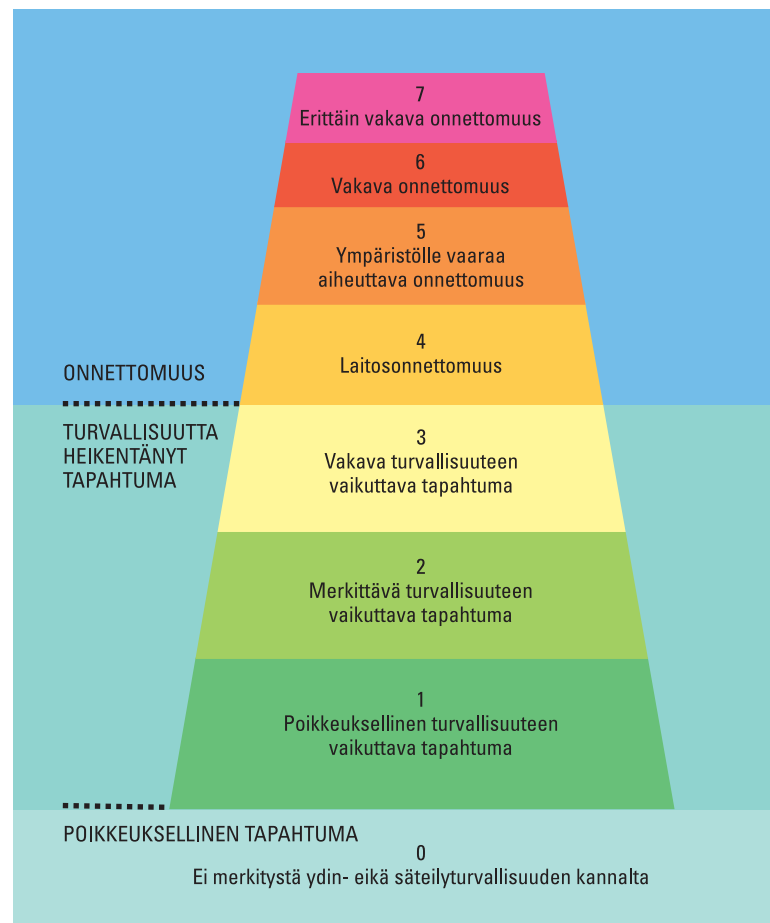 7
Erittäin vakava onnettomuus
6
Vakava onnettomuus
5
Ympäristölle vaaraa
aiheuttava onnettomuus
4
Laitosonnettomuus
ONNETTOMUUS
TURVALLISUUTTA
HEIKENTÄNYT
TAPAHTUMA
3
Vakava turvallisuuteen
vaikuttava tapahtuma
2
Merkittävä turvallisuuteen
vaikuttava tapahtuma
1
Poikkeuksellinen turvallisuuteen
vaikuttava tapahtuma
POIKKEUKSELLINEN TAPAHTUMA
0
Ei merkitystä ydin- eikä säteilyturvallisuuden kannalta